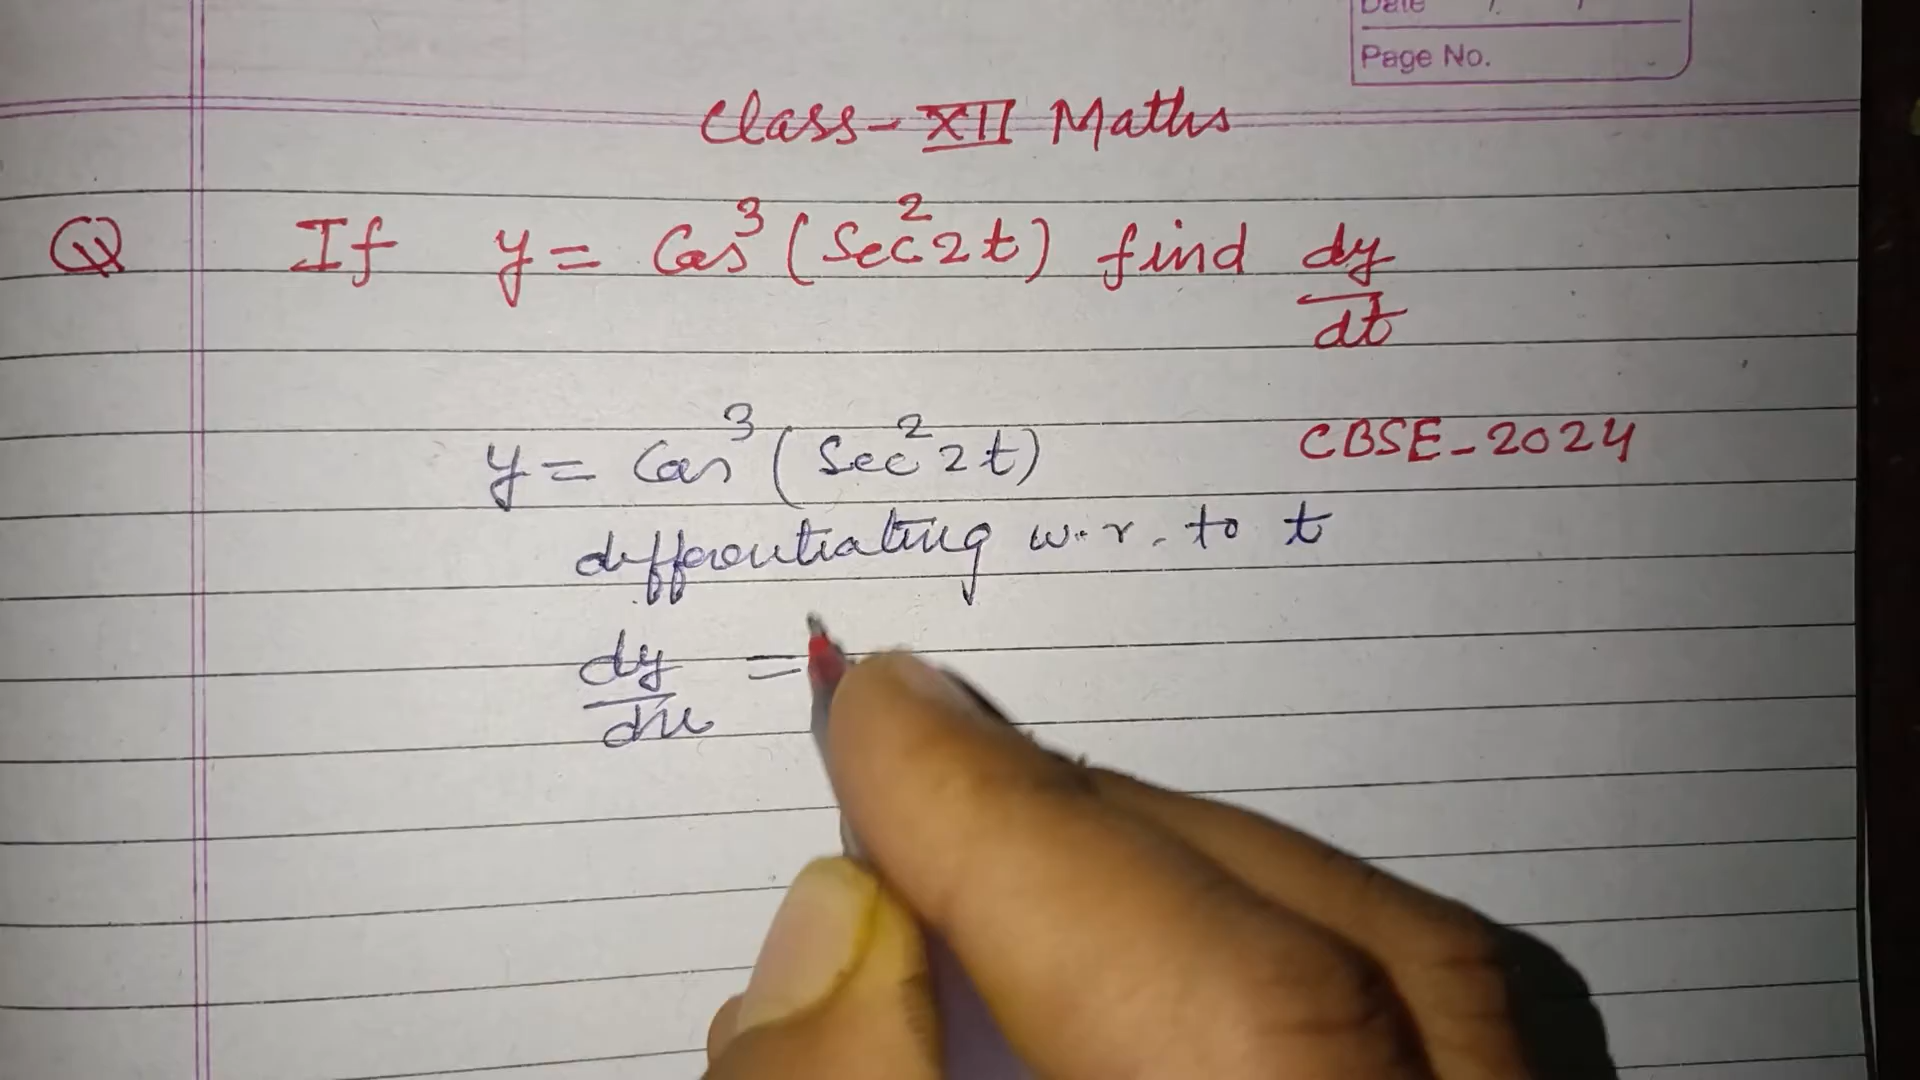 Date
Page No.
Class-XII Maths
Q If y = Cos³ (Sec²2t) find dy/dt
y = Cos³ (Sec²2t) CBSE-2024
differentiating w.r. to t
dy/dx =